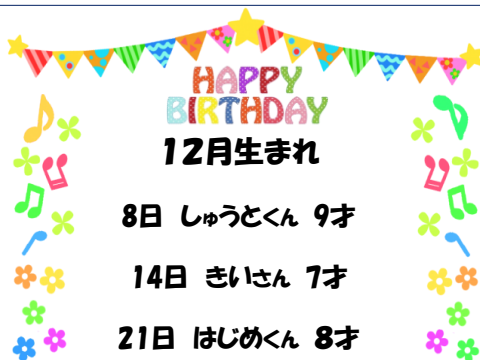 HAPPY
BIRTHDAY
12月生まれ
8日 しゅうとくん 9才
14日 きいさん 7才
21日 はじめくん 8才